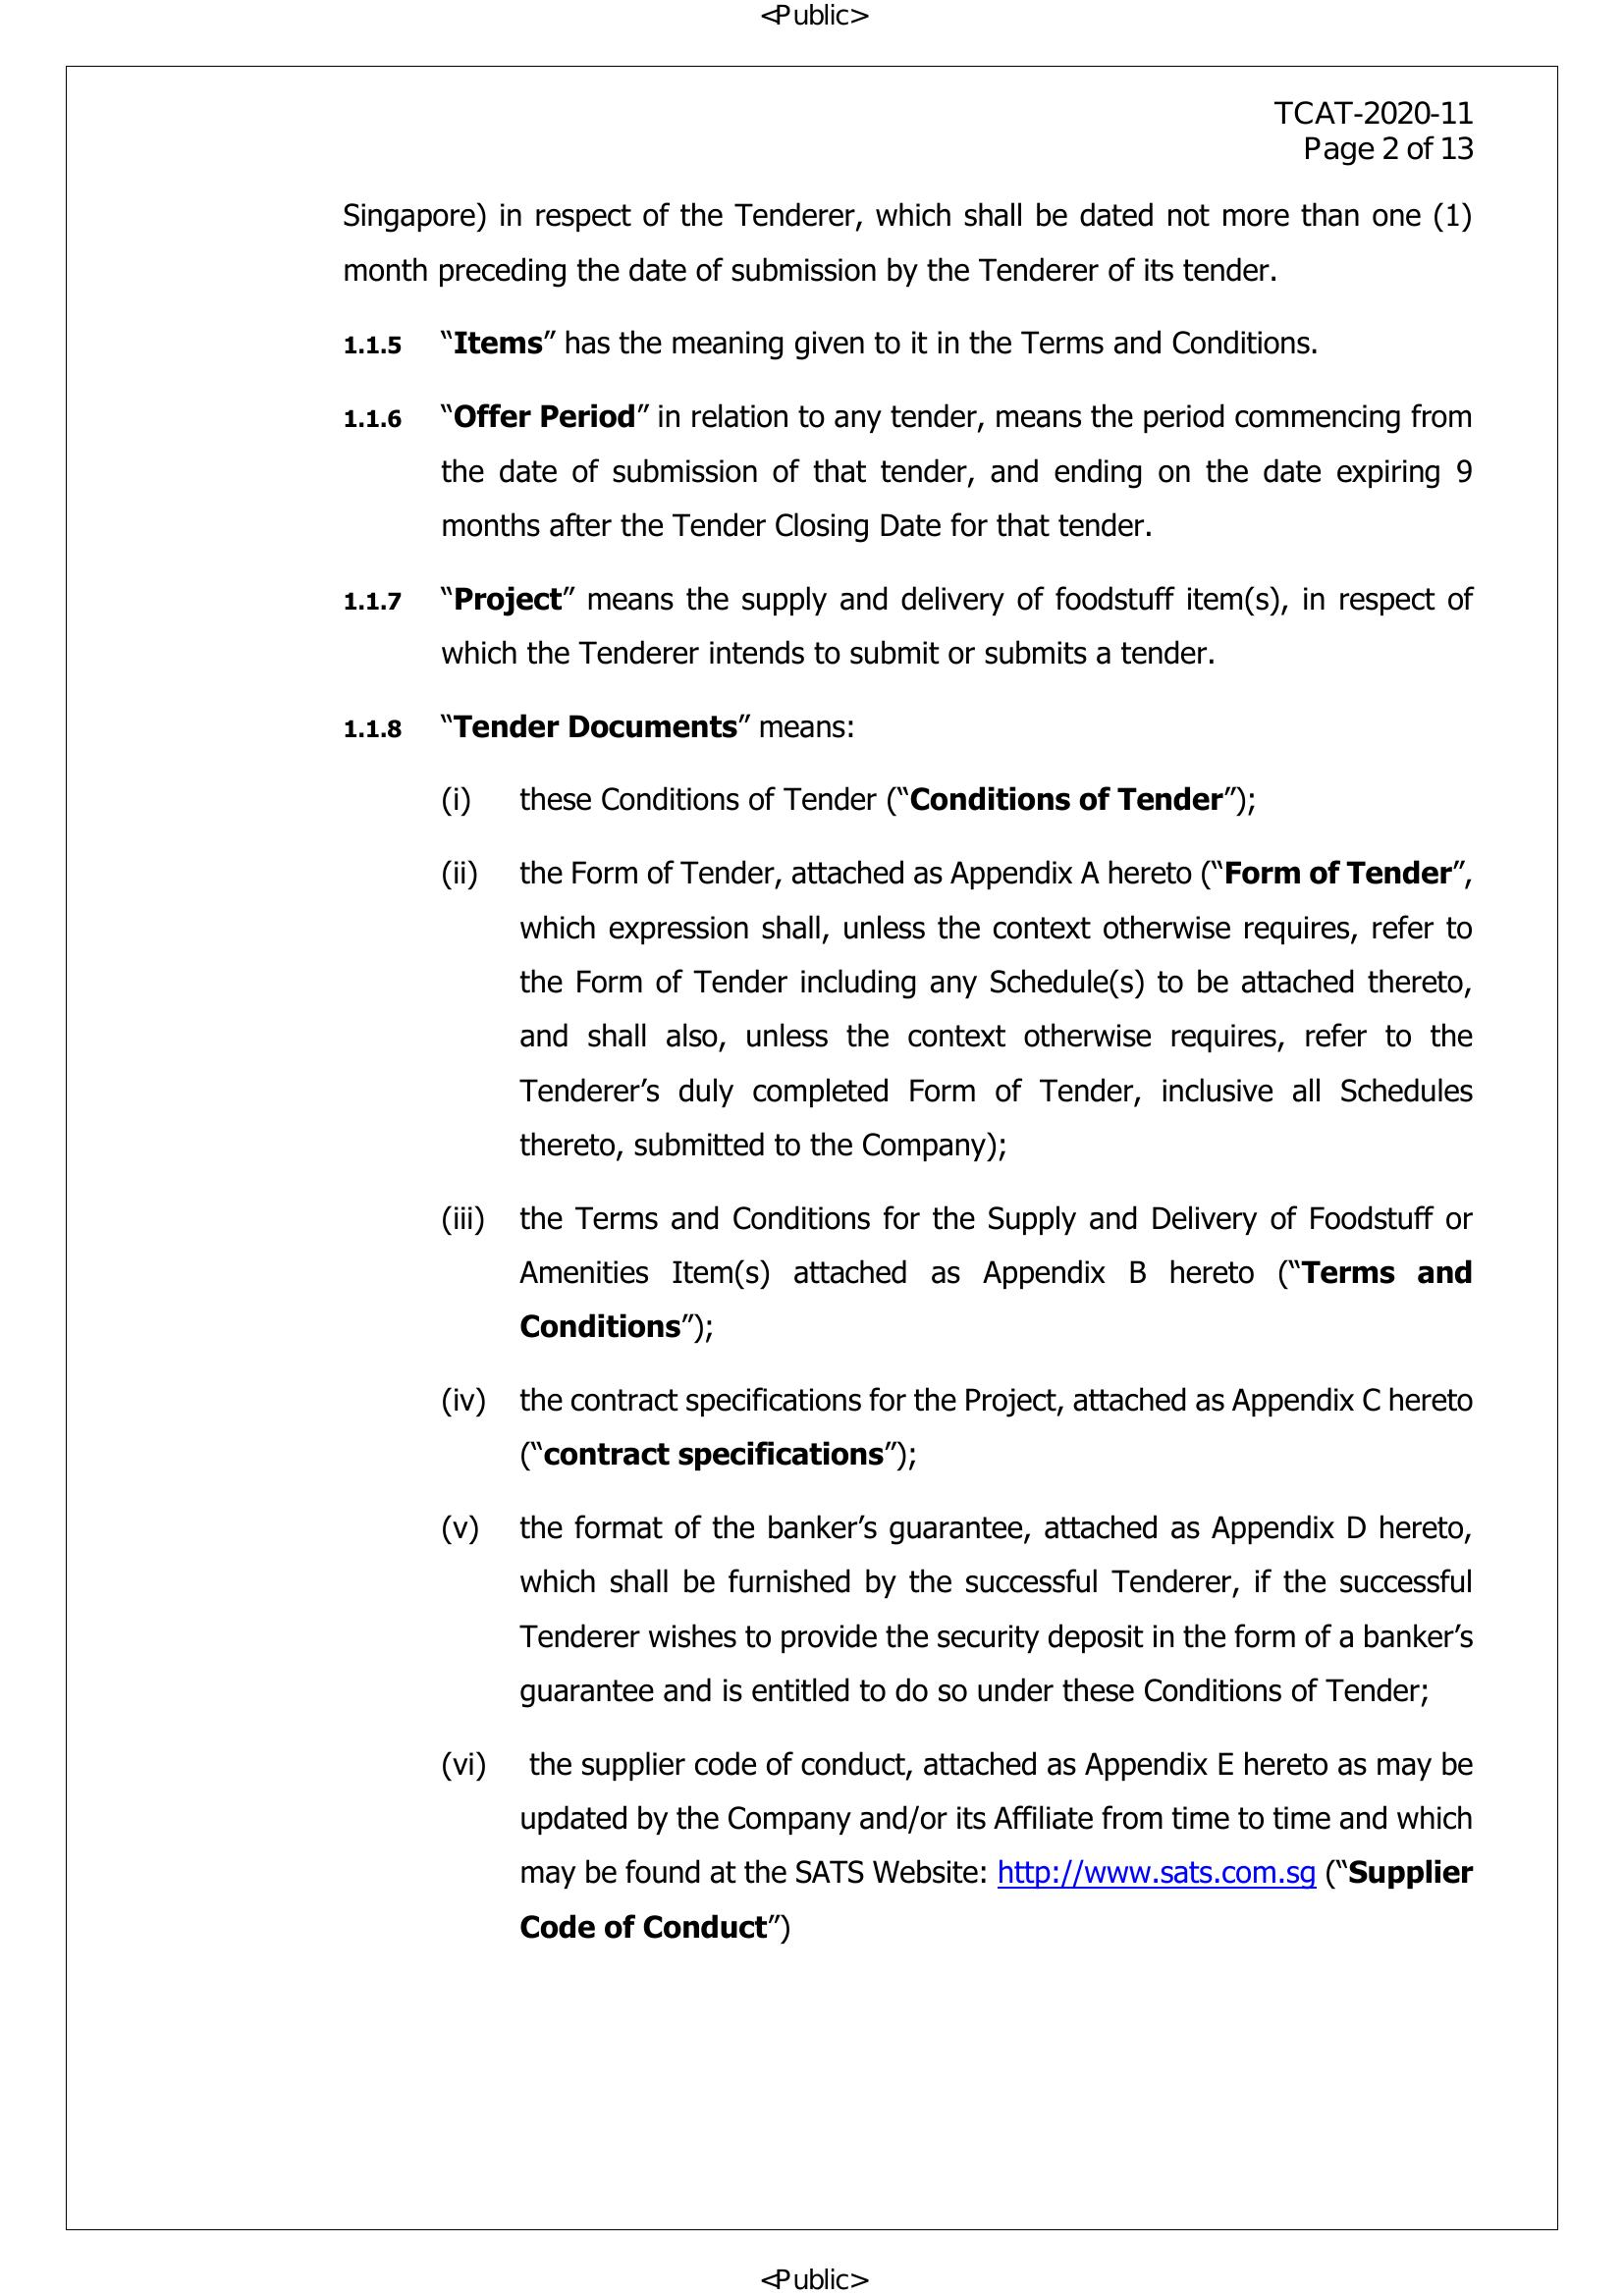 <Public>
TCAT-2020-11
Page 2 of 13
Singapore) in respect of the Tenderer, which shall be dated not more than one (1)
month preceding the date of submission by the Tenderer of its tender.
1.1.5 “Items” has the meaning given to it in the Terms and Conditions.
1.1.6 “Offer Period” in relation to any tender, means the period commencing from
the date of submission of that tender, and ending on the date expiring 9
months after the Tender Closing Date for that tender.
1.1.7 “Project” means the supply and delivery of foodstuff item(s), in respect of
which the Tenderer intends to submit or submits a tender.
1.1.8 “Tender Documents” means:
(i) these Conditions of Tender (“Conditions of Tender”);
(ii) the Form of Tender, attached as Appendix A hereto (“Form of Tender”,
which expression shall, unless the context otherwise requires, refer to
the Form of Tender including any Schedule(s) to be attached thereto,
and shall also, unless the context otherwise requires, refer to the
Tenderer’s duly completed Form of Tender, inclusive all Schedules
thereto, submitted to the Company);
(iii) the Terms and Conditions for the Supply and Delivery of Foodstuff or
Amenities Item(s) attached as Appendix B hereto (“Terms and
Conditions”);
(iv) the contract specifications for the Project, attached as Appendix C hereto
(“contract specifications”);
(v) the format of the banker’s guarantee, attached as Appendix D hereto,
which shall be furnished by the successful Tenderer, if the successful
Tenderer wishes to provide the security deposit in the form of a banker’s
guarantee and is entitled to do so under these Conditions of Tender;
(vi) the supplier code of conduct, attached as Appendix E hereto as may be
updated by the Company and/or its Affiliate from time to time and which
may be found at the SATS Website: http://www.sats.com.sg (“Supplier
Code of Conduct”)
<Public>